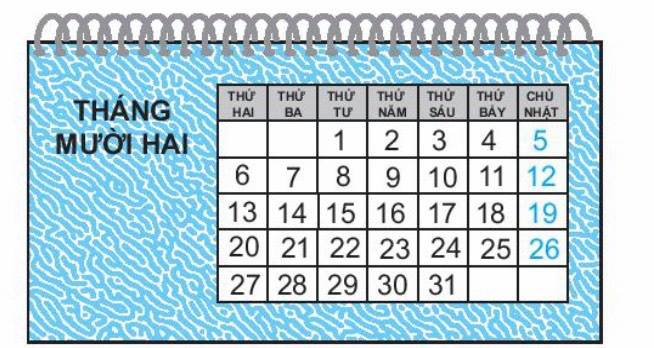 THÁNG
MƯỜI HAI
THỨ HAI THỨ BA THỨ TƯ THỨ NĂM THỨ SÁU THỨ BẢY CHỦ NHẬT
1 2 3 4 5
6 7 8 9 10 11 12
13 14 15 16 17 18 19
20 21 22 23 24 25 26
27 28 29 30 31